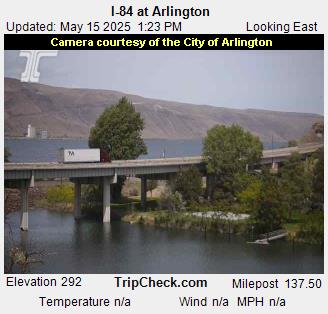 I-84 at Arlington
Updated: May 15 2025 1:23 PM Looking East
Camera courtesy of the City of Arlington
Elevation 292 TripCheck.com Milepost 137.50
Temperature n/a Wind n/a MPH n/a